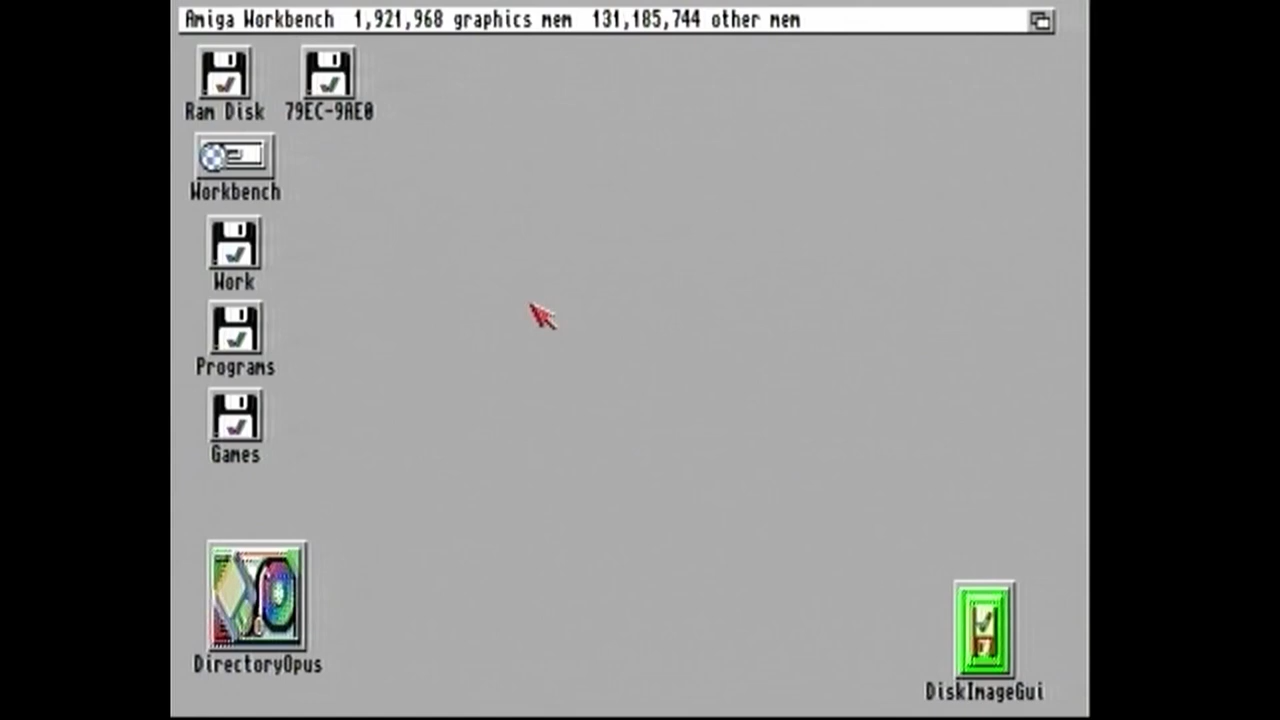 Amiga Workbench 1,921,968 graphics mem 131,185,744 other mem
Ram Disk 79EC-9AE0
Workbench
Work
Programs
Games
DirectoryOpus
DiskImageGui